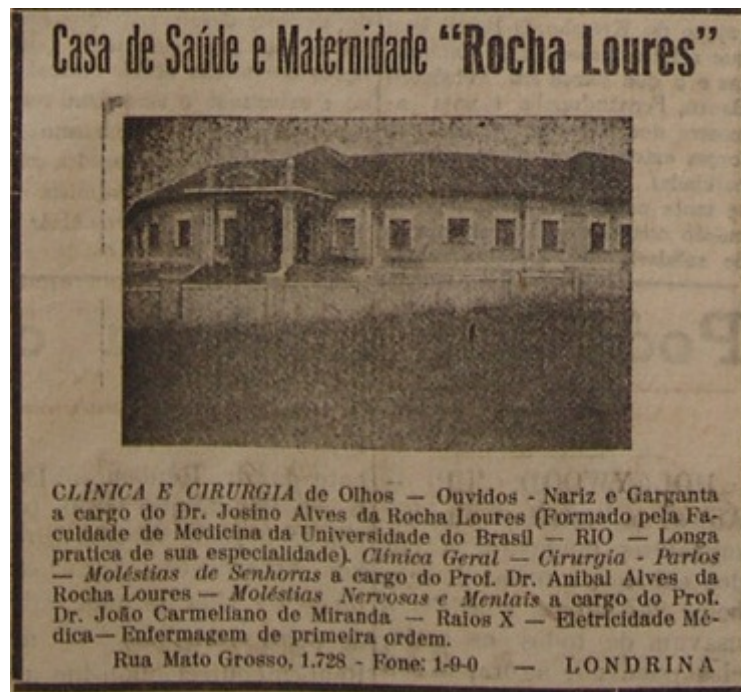 Casa de Saúde e Maternidade “Rocha Loures”
CLÍNICA E CIRURGIA de Olhos — Ouvidos - Nariz e Garganta
a cargo do Dr. Josino Alves da Rocha Loures (Formado pela Fa-
culdade de Medicina da Universidade do Brasil — RIO — Longa
pratica de sua especialidade). Clínica Geral — Cirurgia - Partos
— Moléstias de Senhoras a cargo do Prof. Dr. Anibal Alves da
Rocha Loures — Moléstias Nervosas e Mentais a cargo do Prof.
Dr. João Carmeliano de Miranda — Raios X — Eletricidade Mé-
dica— Enfermagem de primeira ordem.
Rua Mato Grosso, 1.728 - Fone: 1-9-0 — LONDRINA